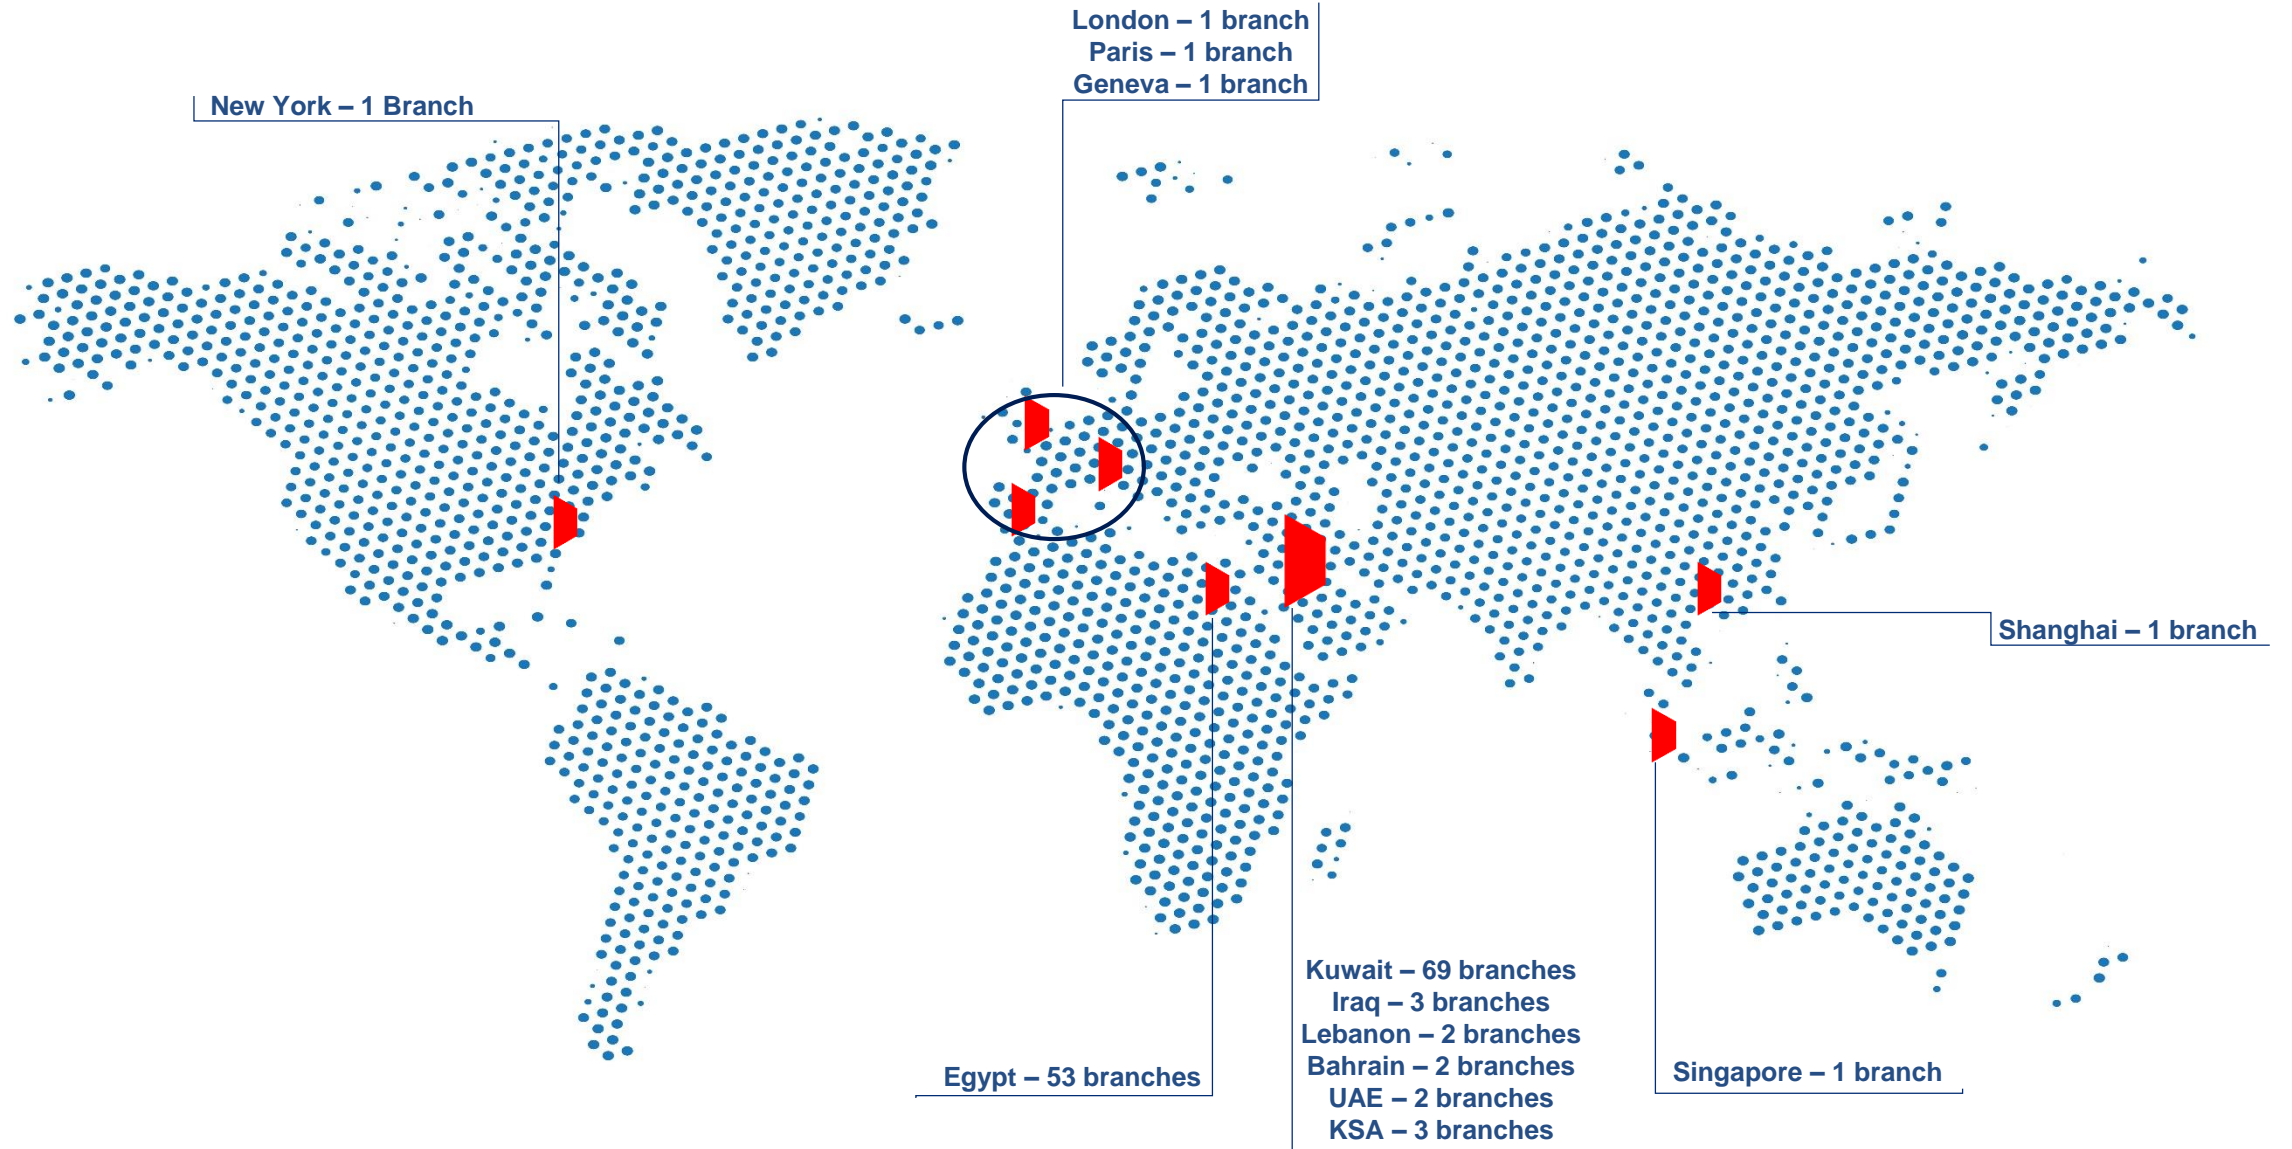 London – 1 branch
Paris – 1 branch
Geneva – 1 branch
New York – 1 Branch
Shanghai – 1 branch
Kuwait – 69 branches
Iraq – 3 branches
Lebanon – 2 branches
Bahrain – 2 branches
UAE – 2 branches
KSA – 3 branches
Egypt – 53 branches
Singapore – 1 branch